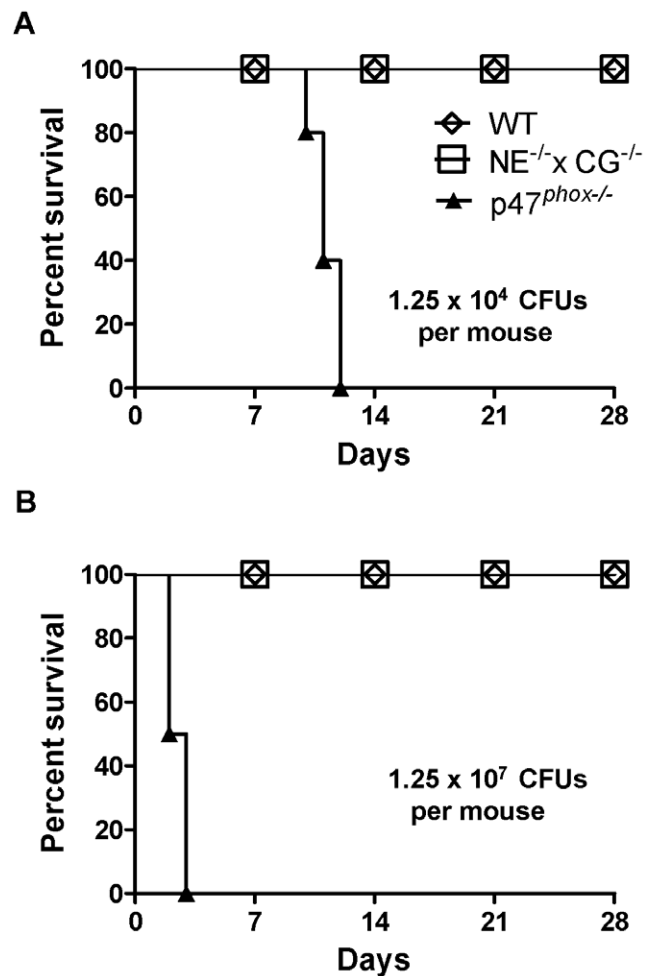 A
100
80
60
40
20
0
Percent survival
WT
NE⁻/⁻ x CG⁻/⁻
p47ᵖʰᵒˣ⁻/⁻
1.25 x 10⁴ CFUs
per mouse
0 7 14 21 28
Days
B
100
80
60
40
20
0
Percent survival
1.25 x 10⁷ CFUs
per mouse
0 7 14 21 28
Days